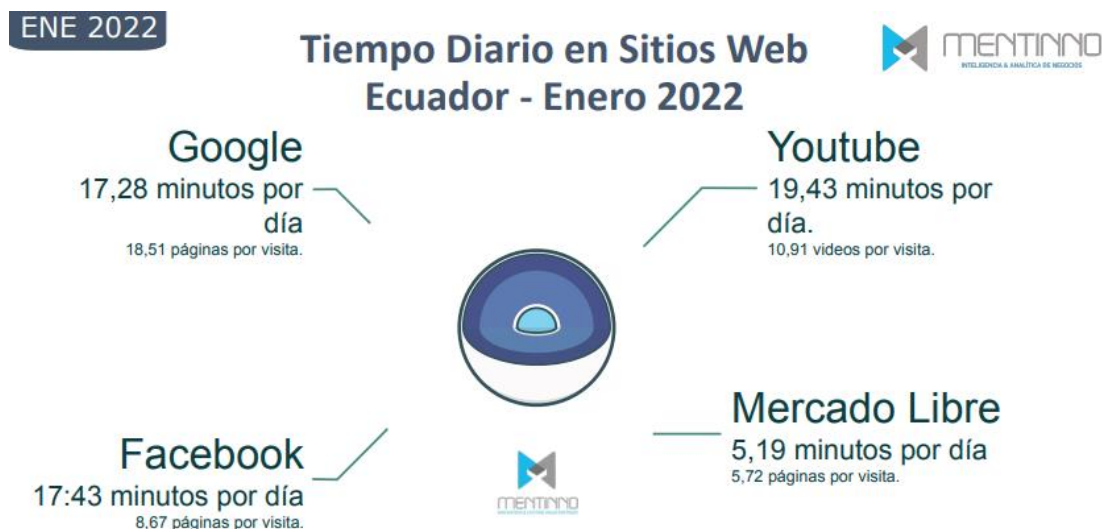 ENE 2022
Tiempo Diario en Sitios Web
Ecuador - Enero 2022
MENTINNO
INTELIGENCIA & ANALÍTICA DE NEGOCIOS
Google
17,28 minutos por
día
18,51 páginas por visita.
Youtube
19,43 minutos por
día.
10,91 videos por visita.
Facebook
17:43 minutos por día
8,67 páginas por visita.
Mercado Libre
5,19 minutos por día
5,72 páginas por visita.
MENTINNO